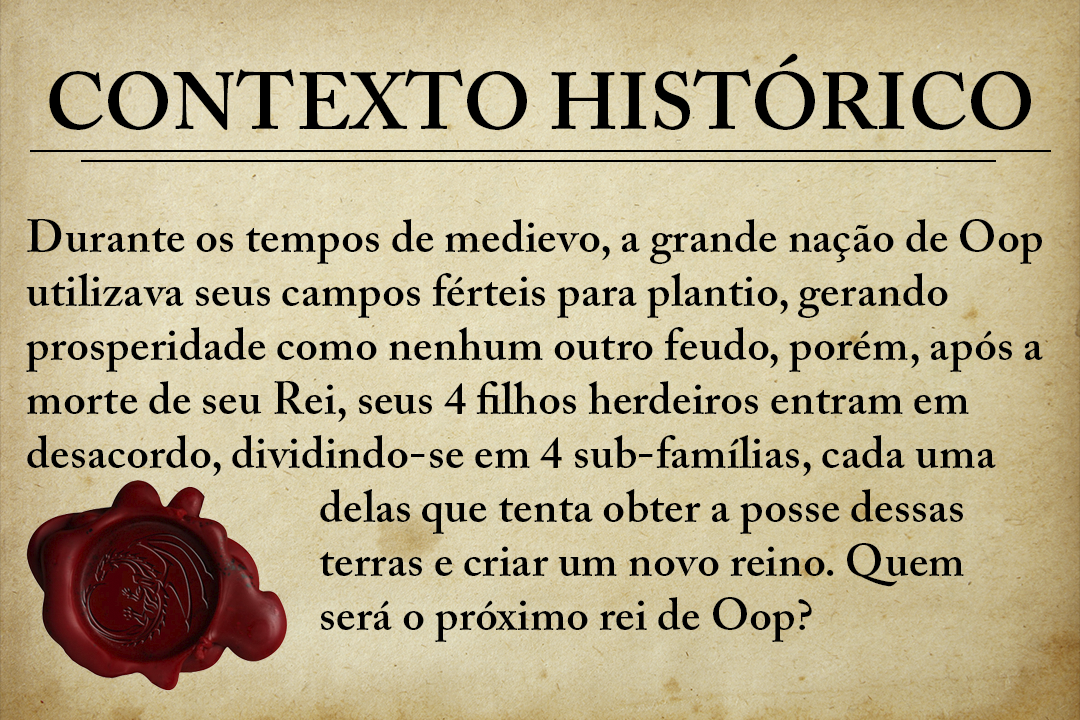 CONTEXTO HISTÓRICO
Durante os tempos de medievo, a grande nação de Oop
utilizava seus campos férteis para plantio, gerando
prosperidade como nenhum outro feudo, porém, após a
morte de seu Rei, seus 4 filhos herdeiros entram em
desacordo, dividindo-se em 4 sub-famílias, cada uma
delas que tenta obter a posse dessas
terras e criar um novo reino. Quem
será o próximo rei de Oop?